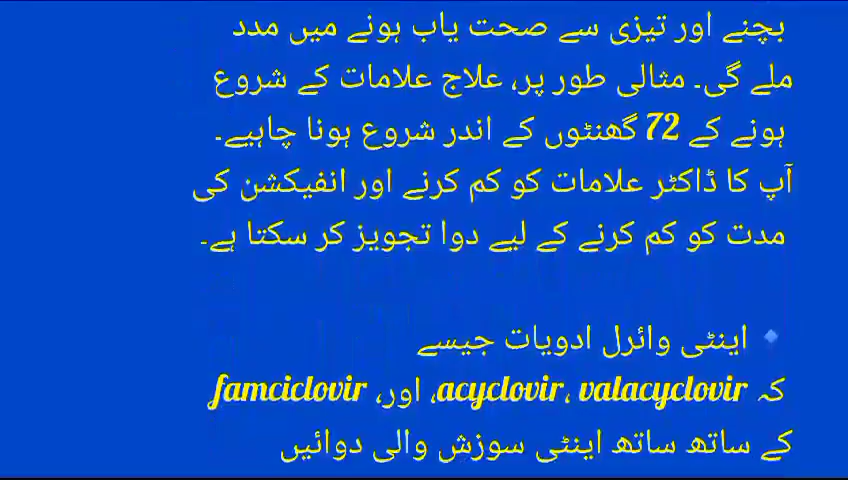 بچنے اور تیزی سے صحت یاب ہونے میں مدد
ملے گی۔ مثالی طور پر، علاج علامات کے شروع
ہونے کے 72 گھنٹوں کے اندر شروع ہونا چاہیے۔
آپ کا ڈاکٹر علامات کو کم کرنے اور انفیکشن کی
مدت کو کم کرنے کے لیے دوا تجویز کر سکتا ہے۔
🔹 اینٹی وائرل ادویات جیسے
کہ acyclovir، valacyclovir، اور، famciclovir
کے ساتھ ساتھ اینٹی سوزش والی دوائیں